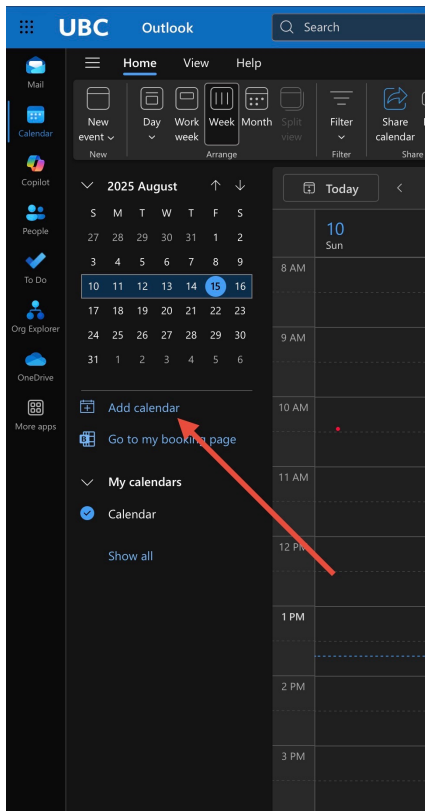 UBC Outlook Search
Home View Help
Mail
Calendar
Copilot
People
To Do
Org Explorer
OneDrive
More apps
New event
Day
Work week
Week
Month
Split view
Filter
Share calendar
New
Arrange
Filter
Share
2025 August
S M T W T F S
27 28 29 30 31 1 2
3 4 5 6 7 8 9
10 11 12 13 14 15 16
17 18 19 20 21 22 23
24 25 26 27 28 29 30
31 1 2 3 4 5 6
Add calendar
Go to my booking page
My calendars
Calendar
Show all
Today
10
Sun
8 AM
9 AM
10 AM
11 AM
12 PM
1 PM
2 PM
3 PM